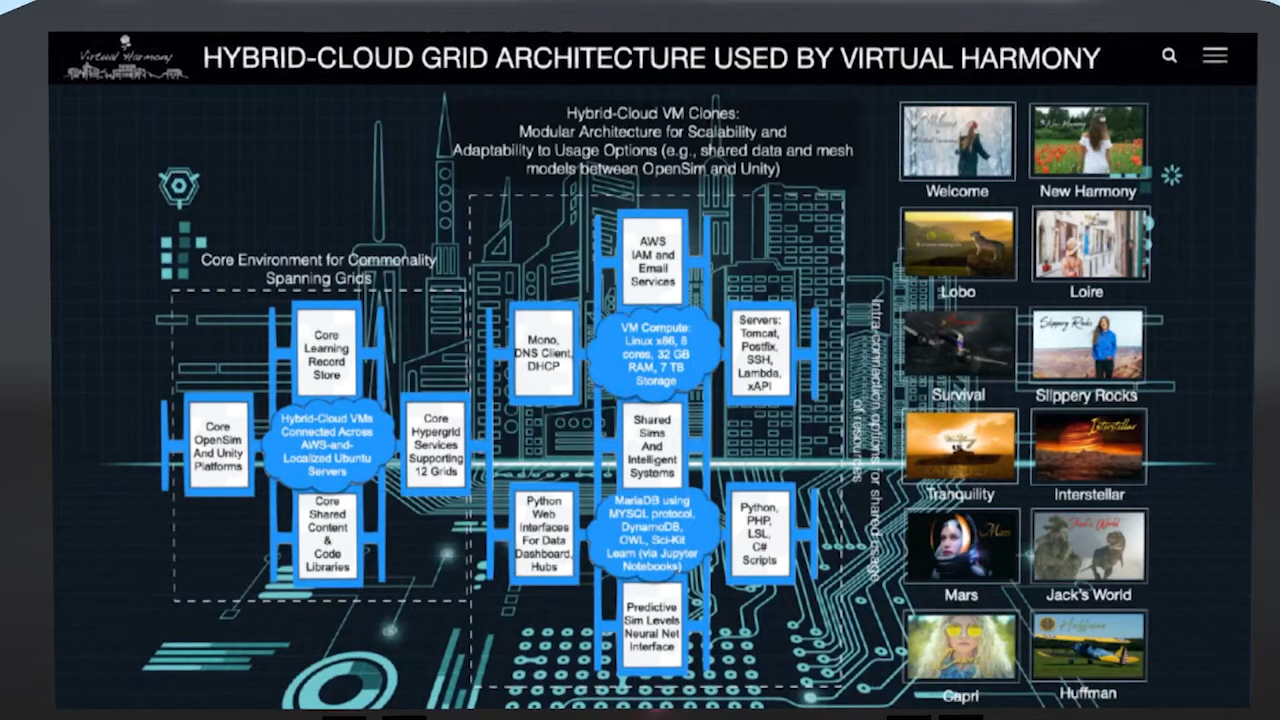 Virtual Harmony
HYBRID-CLOUD GRID ARCHITECTURE USED BY VIRTUAL HARMONY
Hybrid-Cloud VM Clones:
Modular Architecture for Scalability and
Adaptability to Usage Options (e.g., shared data and mesh
models between OpenSim and Unity)
Core Environment for Commonality
Spanning Grids
Core
Learning
Record
Store
Core
OpenSim
And Unity
Platforms
Hybrid-Cloud VMs
Connected Across
AWS-and-
Localized Ubuntu
Servers
Core
Hypergrid
Services
Supporting
12 Grids
Core
Shared
Content
&
Code
Libraries
AWS
IAM and
Email
Services
Mono,
DNS Client,
DHCP
VM Compute:
Linux x86, 8
cores, 32 GB
RAM, 7 TB
Storage
Servers:
Tomcat,
Postfix,
SSH,
Lambda,
xAPI
Shared
Sims
And
Intelligent
Systems
Python
Web
Interfaces
For Data
Dashboard,
Hubs
MariaDB using
MYSQL protocol,
DynamoDB,
OWL, Sci-Kit
Learn (via Jupyter
Notebooks)
Python,
PHP,
LSL,
C#
Scripts
Predictive
Sim Levels
Neural Net
Interface
Intra connection options for shared usage
of resources
Welcome
New Harmony
Lobo
Loire
Survival
Slippery Rocks
Slippery Rocks
Tranquility
Interstellar
Interstellar
Mars
Mars
Jack's World
Jack's World
Capri
Capri
Huffman
Huffman